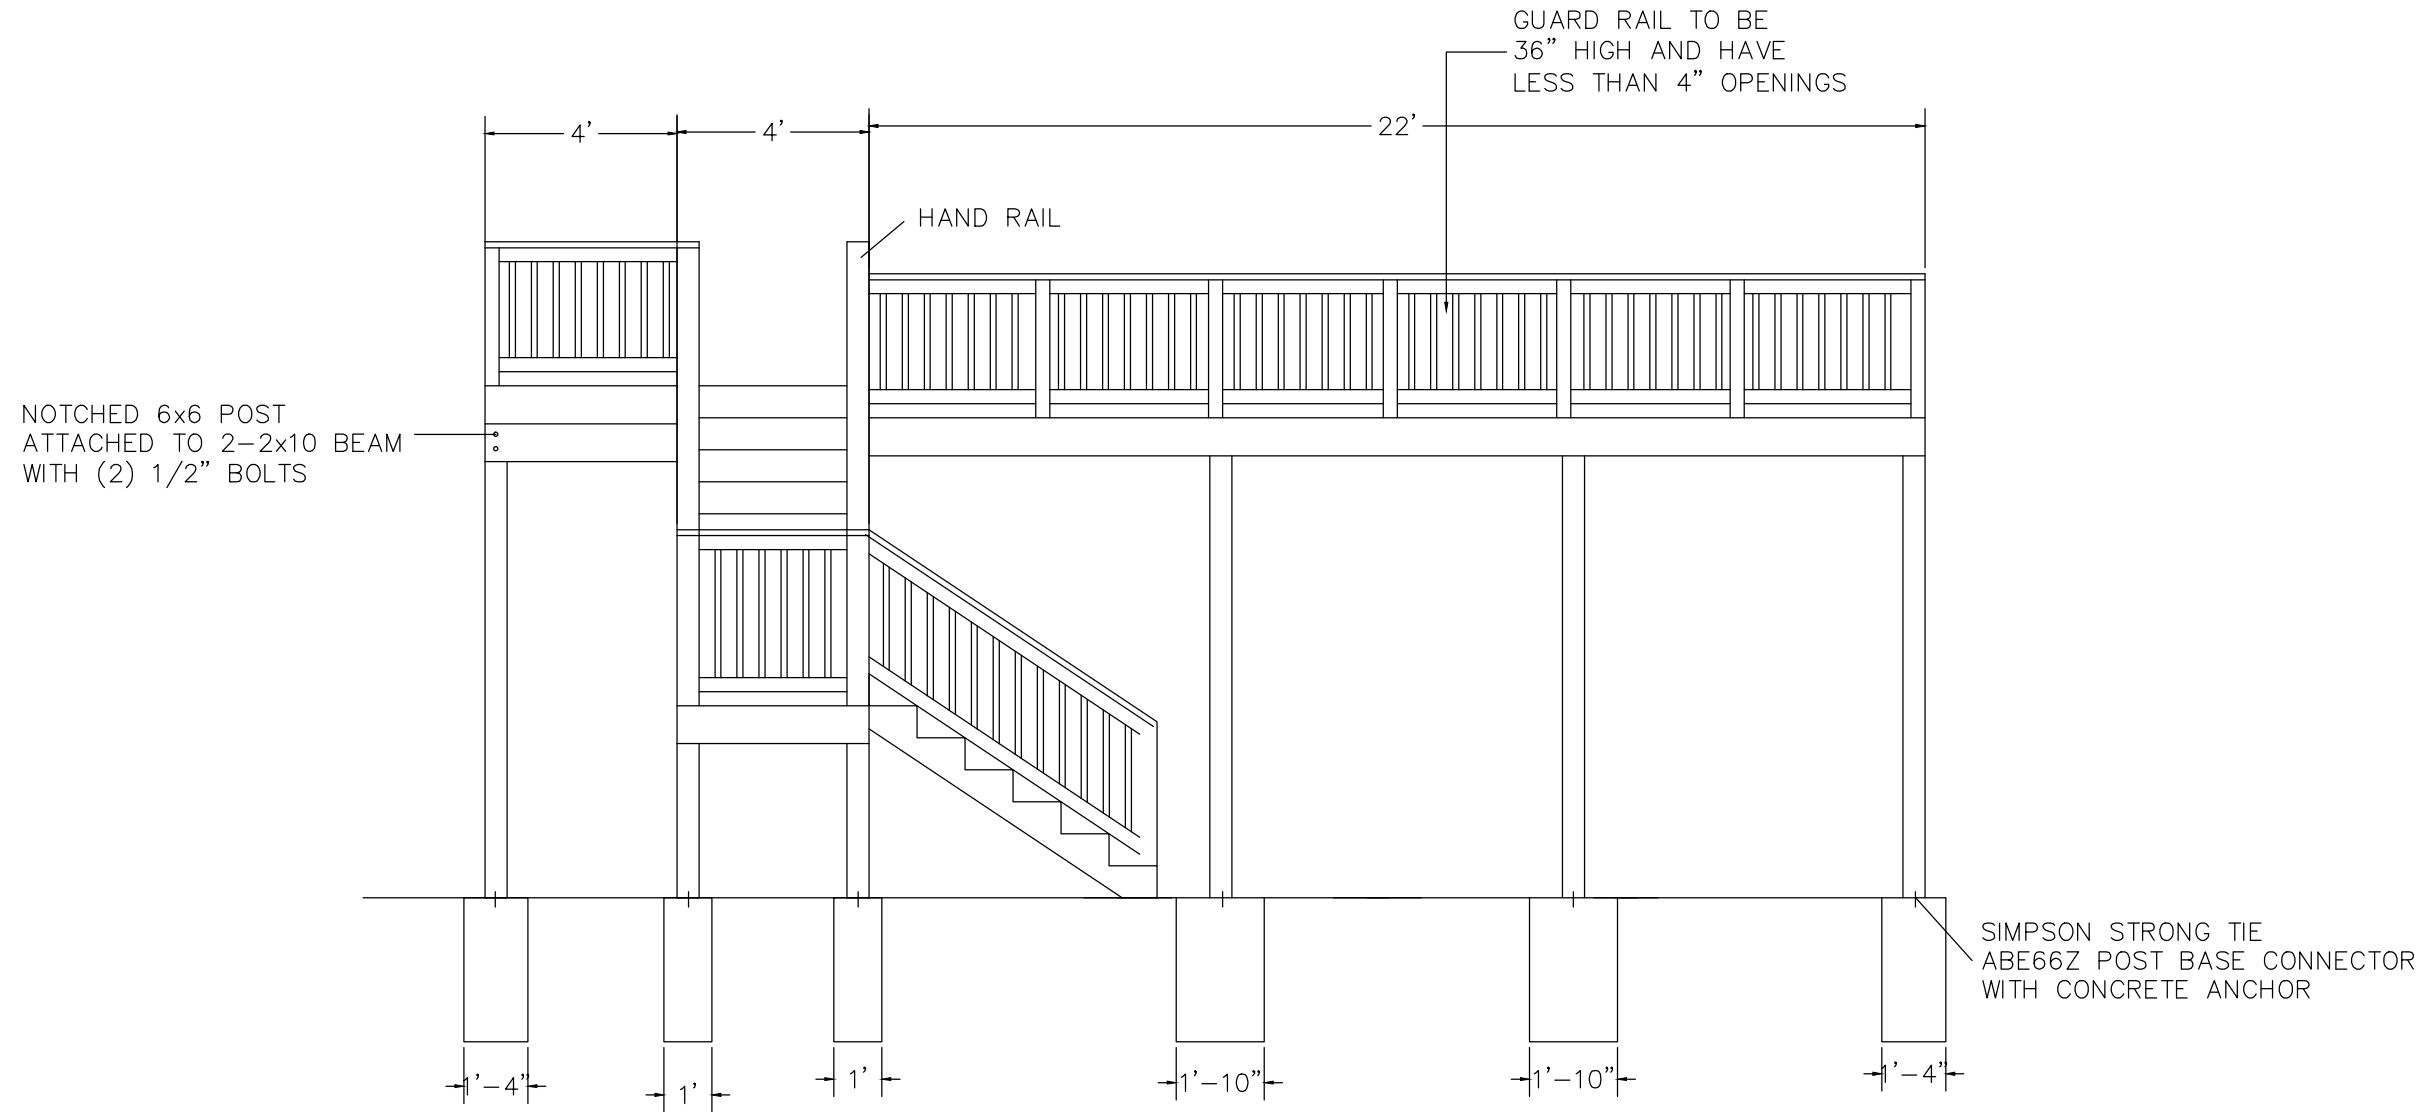 GUARD RAIL TO BE
36" HIGH AND HAVE
LESS THAN 4" OPENINGS
4'
4'
22'
HAND RAIL
NOTCHED 6x6 POST
ATTACHED TO 2-2x10 BEAM
WITH (2) 1/2" BOLTS
SIMPSON STRONG TIE
ABE66Z POST BASE CONNECTOR
WITH CONCRETE ANCHOR
1'-4"
1'
1'
1'-10"
1'-10"
1'-4"